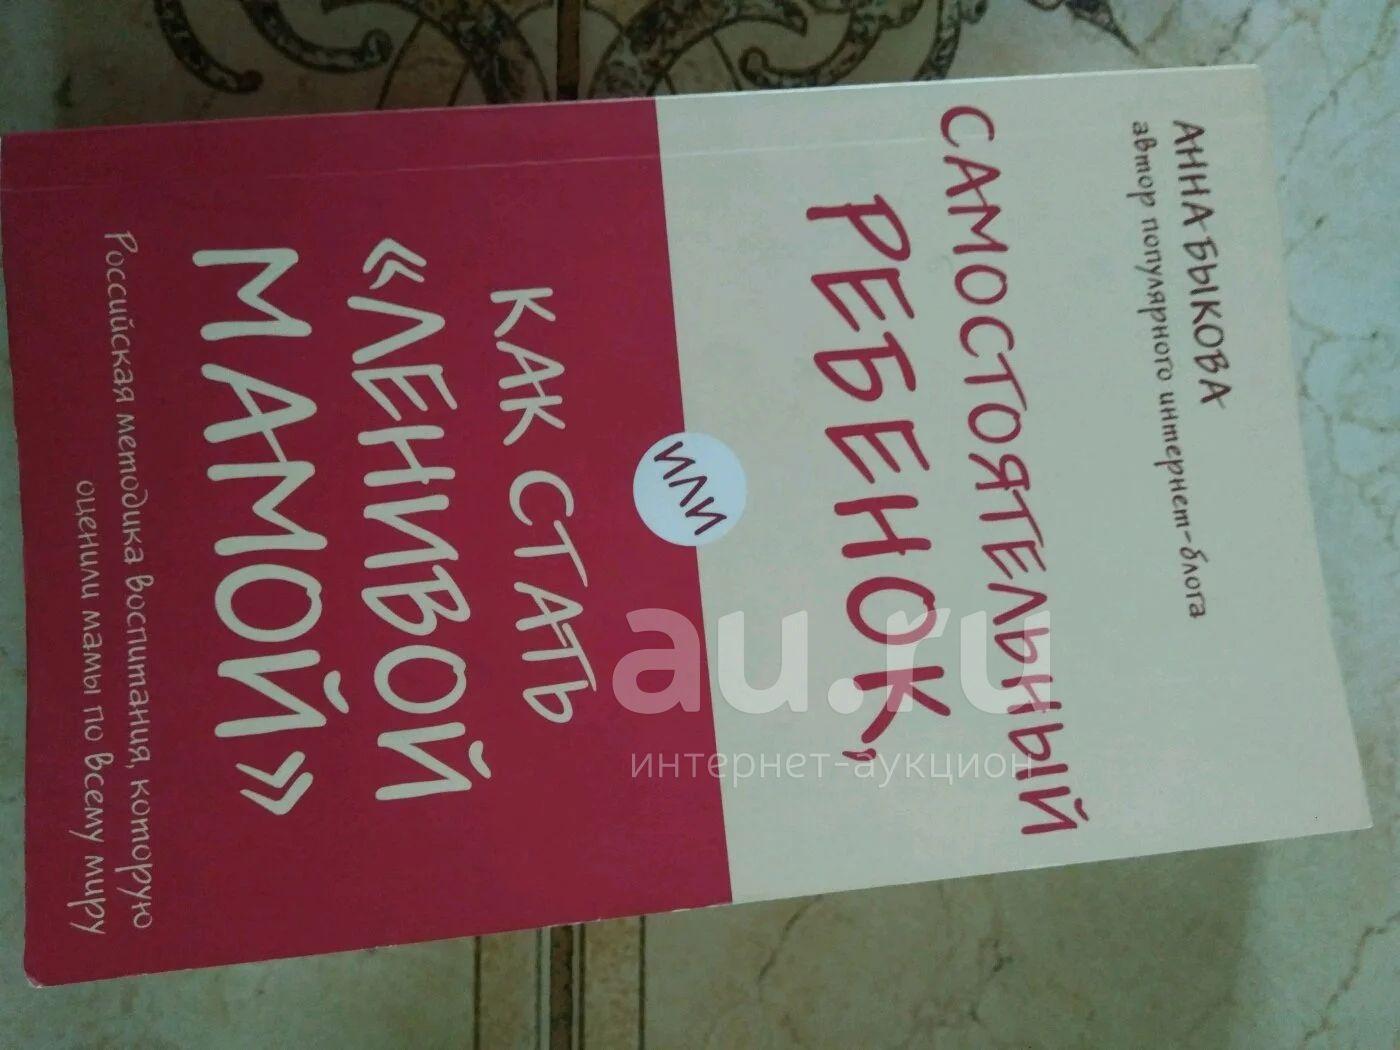 АННА БЫКОВА
автор популярного интернет-блога
САМОСТОЯТЕЛЬНЫЙ
РЕБЕНОК,
ИЛИ
КАК СТАТЬ
«ЛЕНИВОЙ
МАМОЙ»
Российская методика воспитания, которую
оценили мамы по всему миру
au.ru
интернет-аукцион